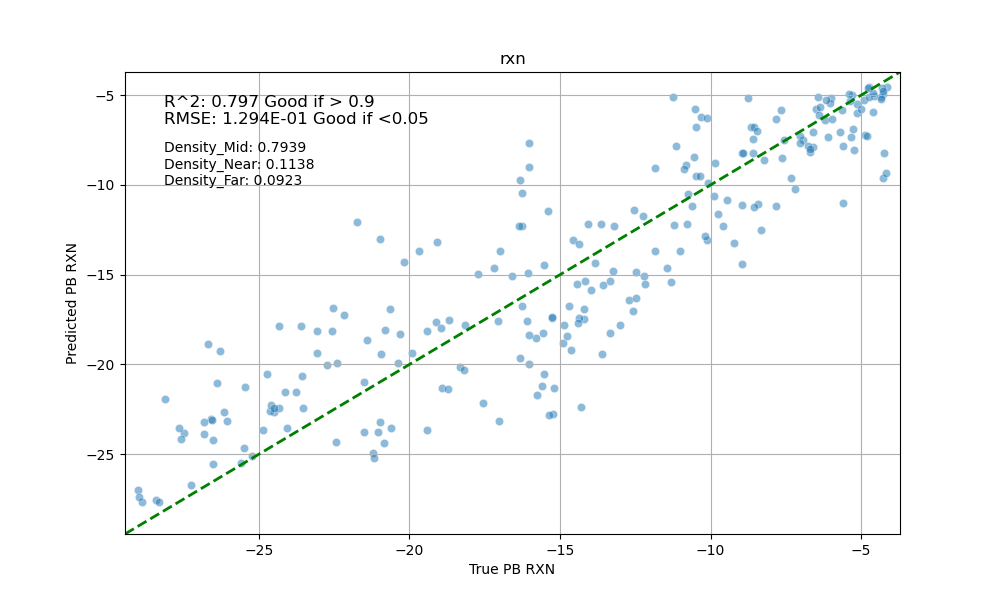 rxn
R^2: 0.797 Good if > 0.9
RMSE: 1.294E-01 Good if <0.05
Density_Mid: 0.7939
Density_Near: 0.1138
Density_Far: 0.0923
−5
−10
−15
−20
−25
Predicted PB RXN
−25
−20
−15
−10
−5
True PB RXN